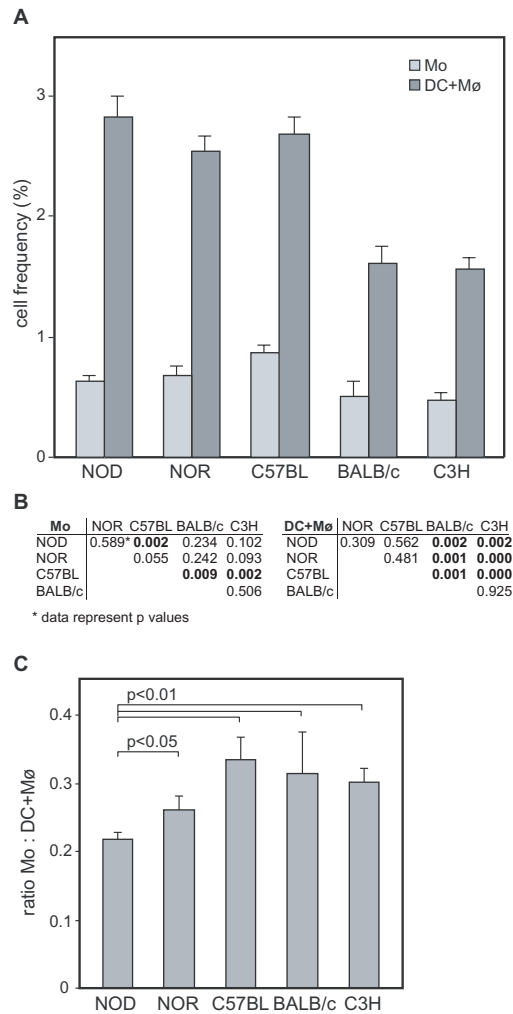 A
Mo
DC+Mø
cell frequency (%)
3
2
1
0
NOD NOR C57BL BALB/c C3H
B
Mo NOR C57BL BALB/c C3H
NOD 0.589* 0.002 0.234 0.102
NOR 0.055 0.242 0.093
C57BL 0.009 0.002
BALB/c 0.506
DC+Mø NOR C57BL BALB/c C3H
NOD 0.309 0.562 0.002 0.002
NOR 0.481 0.001 0.000
C57BL 0.001 0.000
BALB/c 0.925
* data represent p values
C
p<0.01
p<0.05
ratio Mo : DC+Mø
0.4
0.3
0.2
0.1
0
NOD NOR C57BL BALB/c C3H